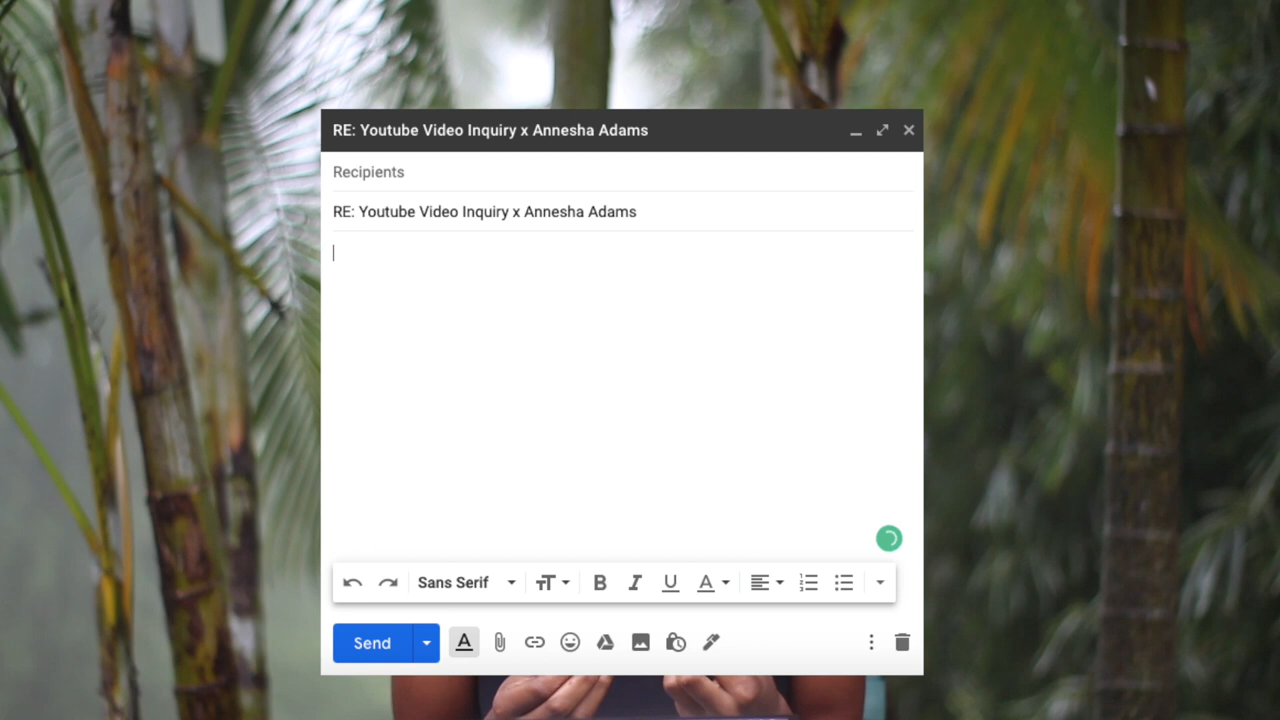 RE: Youtube Video Inquiry x Annesha Adams
Recipients
RE: Youtube Video Inquiry x Annesha Adams
Sans Serif
Send